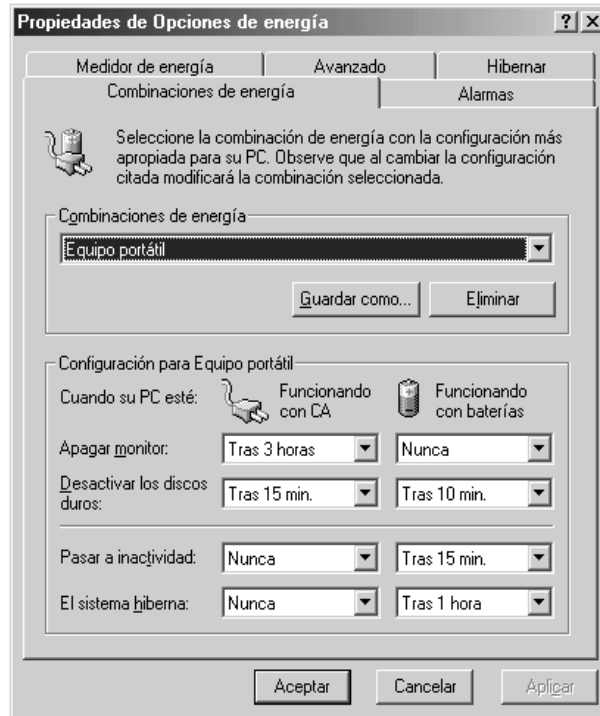 Propiedades de Opciones de energía
Medidor de energía Avanzado Hibernar
Combinaciones de energía Alarmas
Seleccione la combinación de energía con la configuración más
apropiada para su PC. Observe que al cambiar la configuración
citada modificará la combinación seleccionada.
Combinaciones de energía
Equipo portátil
Guardar como... Eliminar
Configuración para Equipo portátil
Cuando su PC esté: Funcionando con CA Funcionando con baterías
Apagar monitor: Tras 3 horas Nunca
Desactivar los discos duros: Tras 15 min. Tras 10 min.
Pasar a inactividad: Nunca Tras 15 min.
El sistema hiberna: Nunca Tras 1 hora
Aceptar Cancelar Aplicar